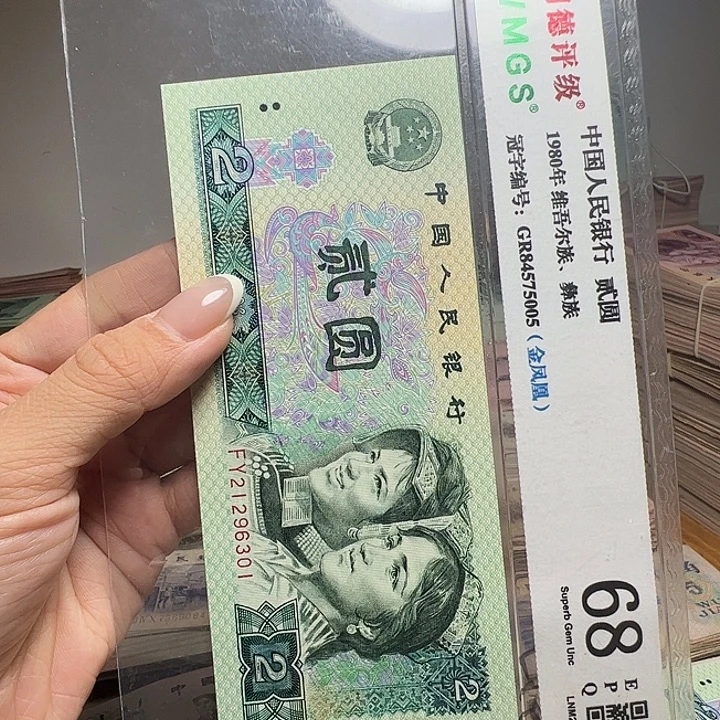 德评级®
MGS®
中国人民银行 贰圆
1980年 维吾尔族、彝族
冠字编号：GR84575005（金凤凰）
68
EPQ
Superb Gem Unc
中国人民银行
贰圆
2
FY21296301
2
2